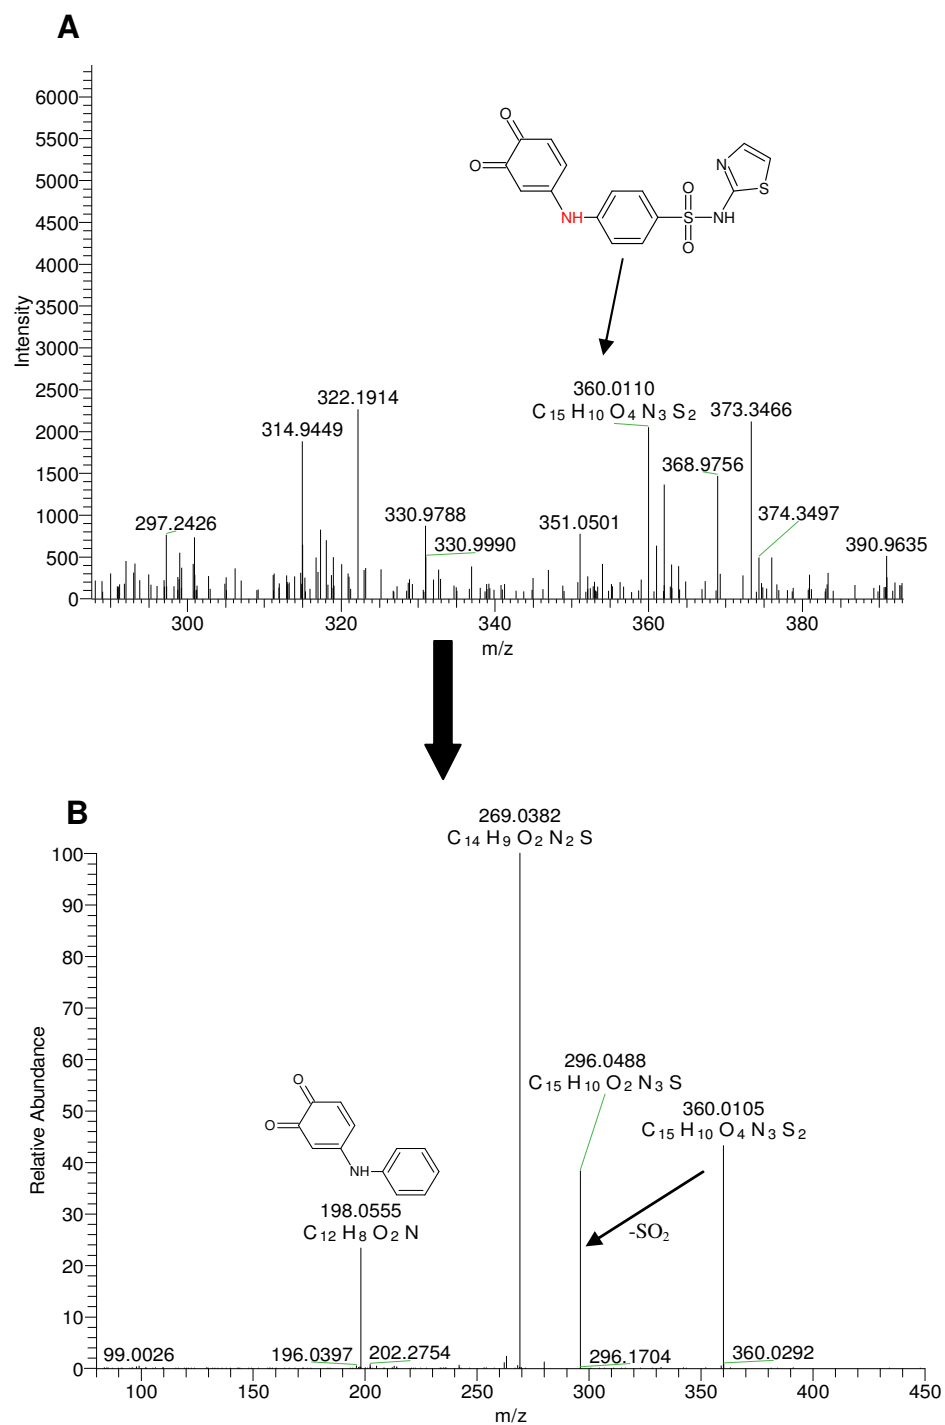 A
6000
5500
5000
4500
4000
3500
3000
2500
2000
1500
1000
500
0
Intensity
O
O
NH
O
S
O
NH
N
S
360.0110
C15 H10 O4 N3 S2
373.3466
322.1914
314.9449
368.9756
330.9788
351.0501
374.3497
297.2426
330.9990
390.9635
300 320 340 360 380
m/z
B
269.0382
C14 H9 O2 N2 S
100
90
80
70
60
50
40
30
20
10
0
Relative Abundance
296.0488
C15 H10 O2 N3 S
360.0105
C15 H10 O4 N3 S2
O
O
NH
198.0555
C12 H8 O2 N
-SO2
99.0026 196.0397 202.2754 296.1704 360.0292
100 150 200 250 300 350 400 450
m/z